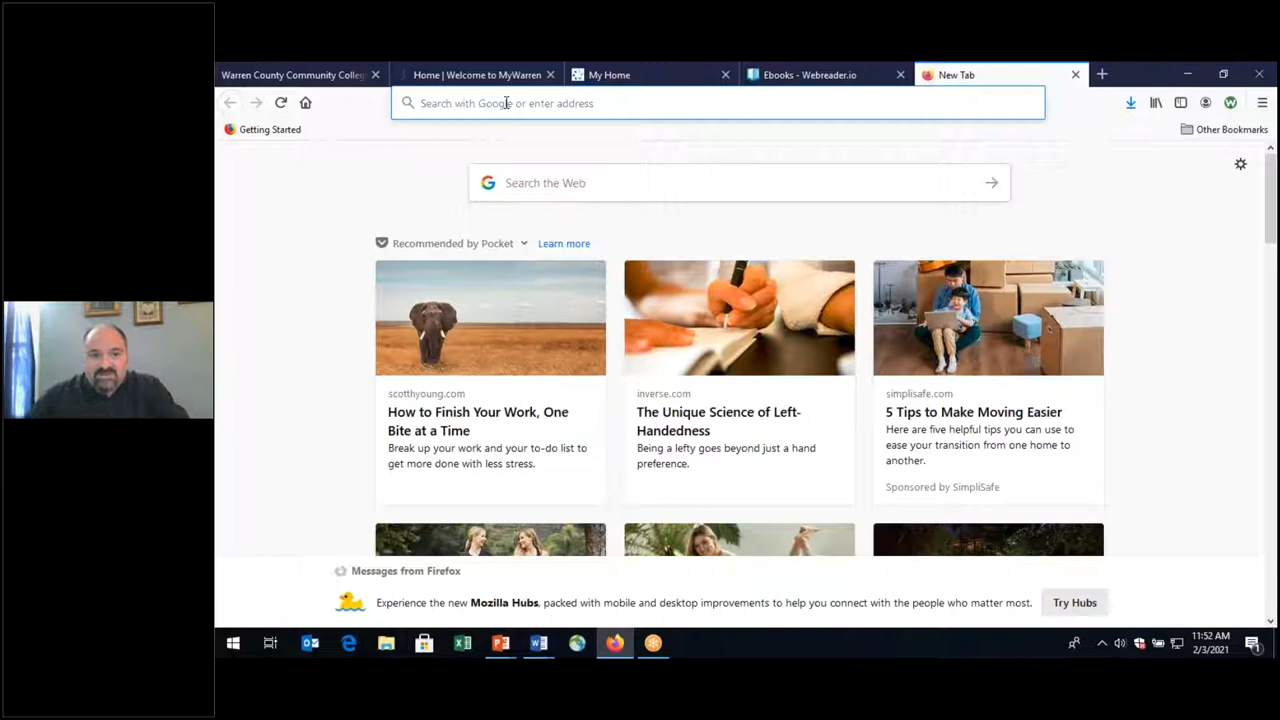 Warren County Community Colleg
Home | Welcome to MyWarren
My Home
Ebooks - Webreader.io
New Tab
Search with Google or enter address
Getting Started
Other Bookmarks
Search the Web
Recommended by Pocket
Learn more
scotthyoung.com
How to Finish Your Work, One
Bite at a Time
Break up your work and your to-do list to
get more done with less stress.
inverse.com
The Unique Science of Left-
Handedness
Being a lefty goes beyond just a hand
preference.
simplisafe.com
5 Tips to Make Moving Easier
Here are five helpful tips you can use to
ease your transition from one home to
another.
Sponsored by SimpliSafe
Messages from Firefox
Experience the new Mozilla Hubs, packed with mobile and desktop improvements to help you connect with the people who matter most.
Try Hubs
11:52 AM
2/3/2021